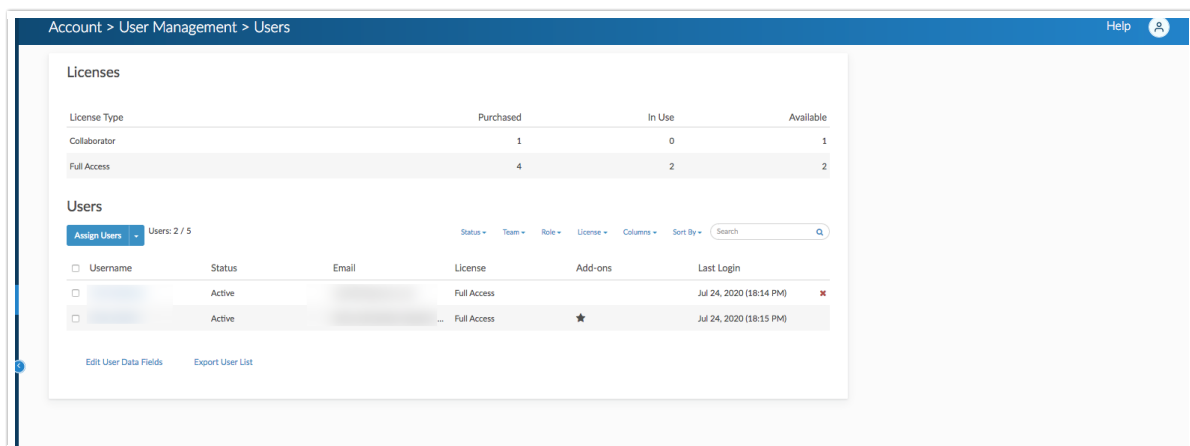 Account > User Management > Users Help
Licenses
License Type Purchased In Use Available
Collaborator 1 0 1
Full Access 4 2 2
Users
Assign Users Users: 2 / 5 Status Team Role License Columns Sort By Search
Username Status Email License Add-ons Last Login
Active Full Access Jul 24, 2020 (18:14 PM)
Active ... Full Access Jul 24, 2020 (18:15 PM)
Edit User Data Fields Export User List